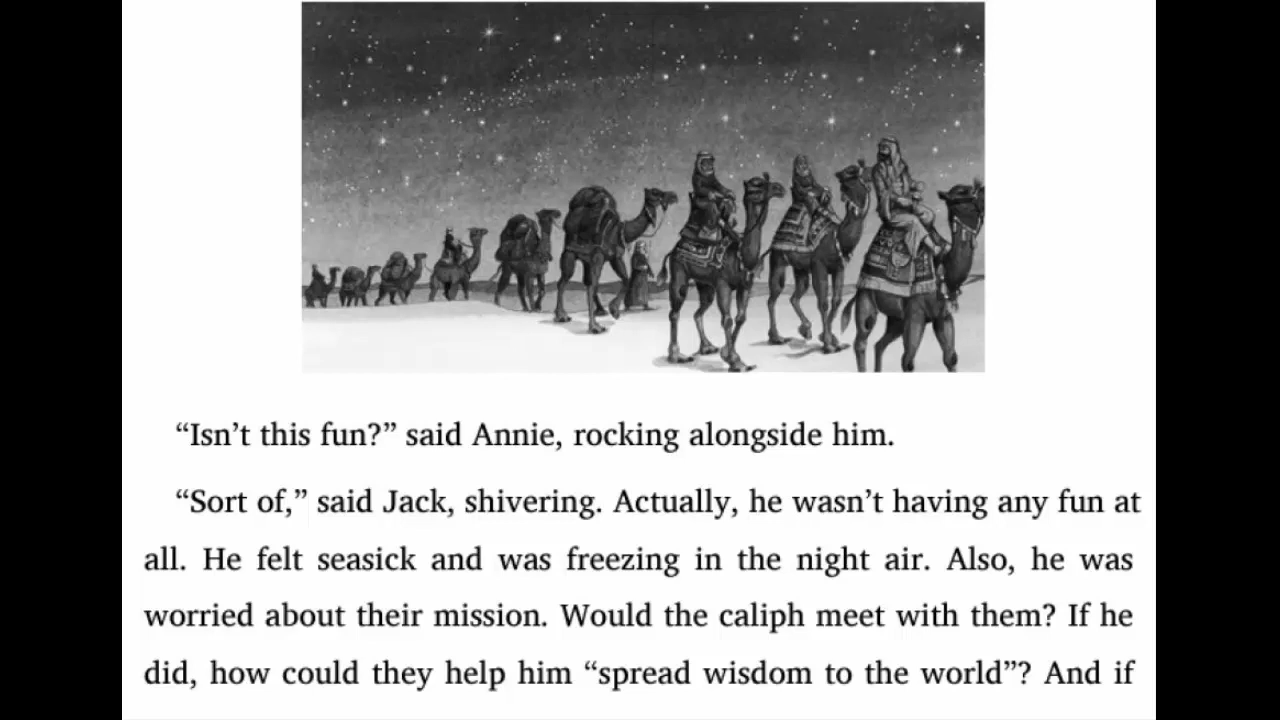 “Isn’t this fun?” said Annie, rocking alongside him.
“Sort of,” said Jack, shivering. Actually, he wasn’t having any fun at
all. He felt seasick and was freezing in the night air. Also, he was
worried about their mission. Would the caliph meet with them? If he
did, how could they help him “spread wisdom to the world”? And if